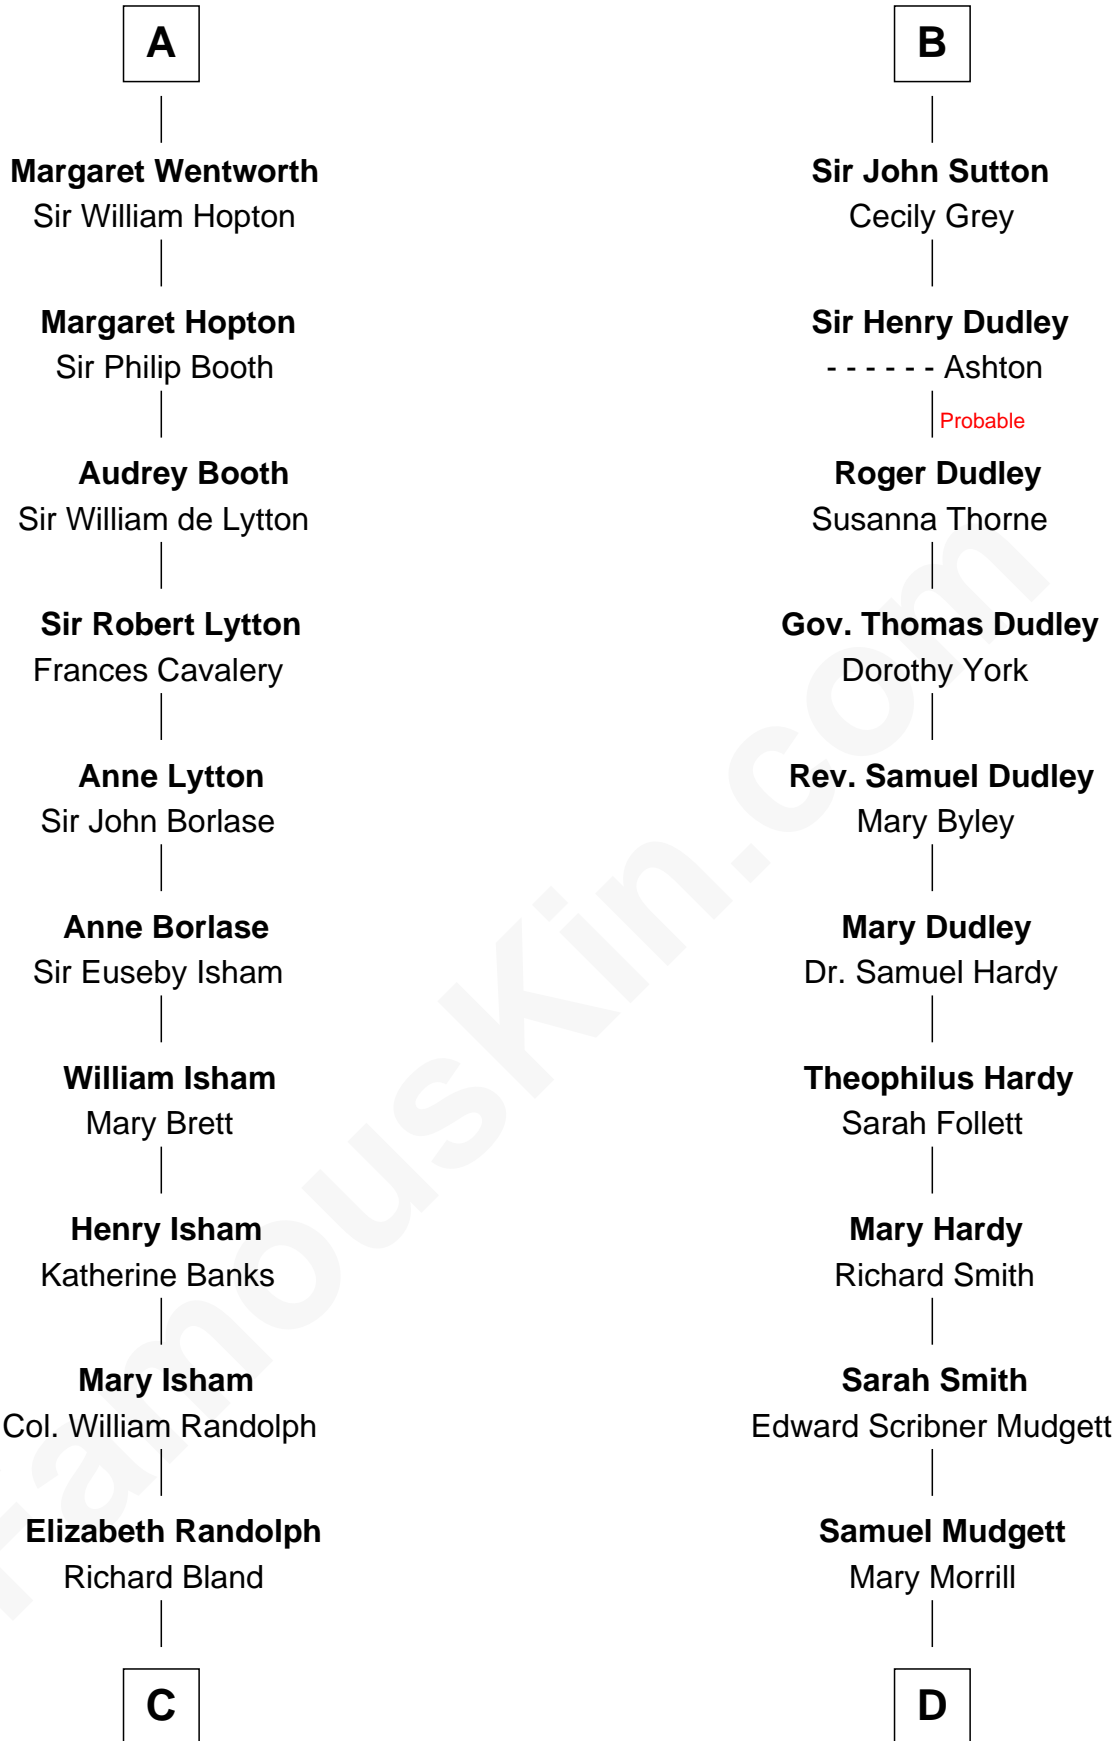 A
Margaret Wentworth
Sir William Hopton
Margaret Hopton
Sir Philip Booth
Audrey Booth
Sir William de Lytton
Sir Robert Lytton
Frances Cavalery
Anne Lytton
Sir John Borlase
Anne Borlase
Sir Euseby Isham
William Isham
Mary Brett
Henry Isham
Katherine Banks
Mary Isham
Col. William Randolph
Elizabeth Randolph
Richard Bland
C
B
Sir John Sutton
Cecily Grey
Sir Henry Dudley
- - - - - - Ashton
Probable
Roger Dudley
Susanna Thorne
Gov. Thomas Dudley
Dorothy York
Rev. Samuel Dudley
Mary Byley
Mary Dudley
Dr. Samuel Hardy
Theophilus Hardy
Sarah Follett
Mary Hardy
Richard Smith
Sarah Smith
Edward Scribner Mudgett
Samuel Mudgett
Mary Morrill
D
FamousKin.com